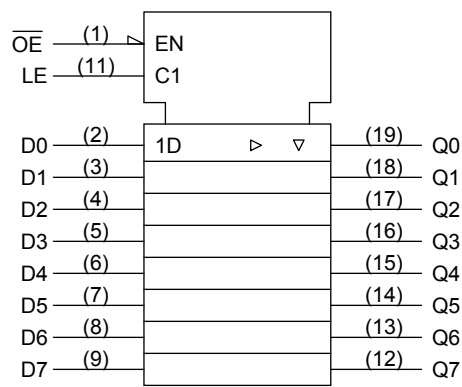 O̅E̅ (1) EN
LE (11) C1
D0 (2) 1D (19) Q0
D1 (3) (18) Q1
D2 (4) (17) Q2
D3 (5) (16) Q3
D4 (6) (15) Q4
D5 (7) (14) Q5
D6 (8) (13) Q6
D7 (9) (12) Q7